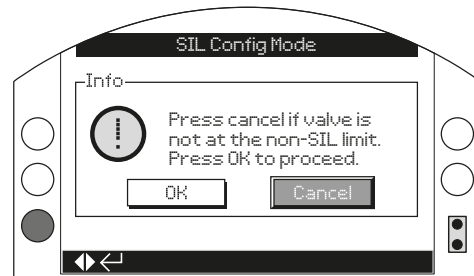 SIL Config Mode
Info
Press cancel if valve is
not at the non-SIL limit.
Press OK to proceed.
OK Cancel